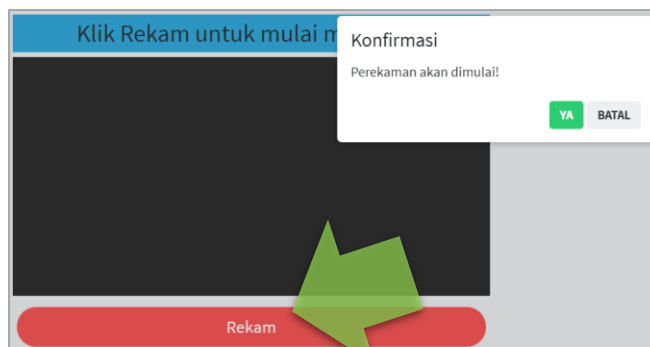 Klik Rekam untuk mulai
Konfirmasi
Perekaman akan dimulai!
YA BATAL
Rekam